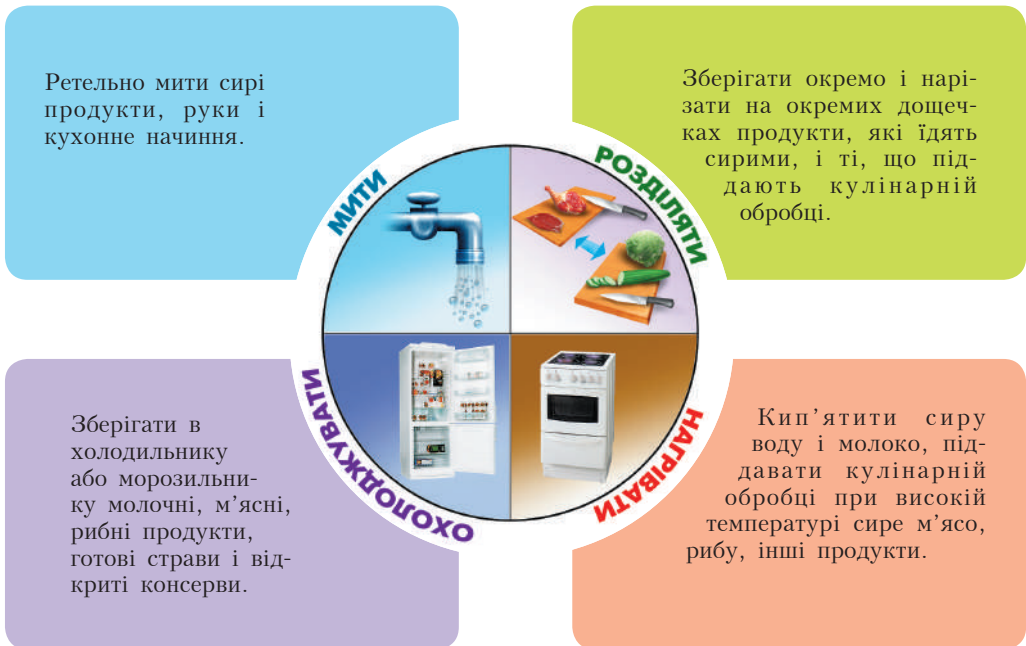 Ретельно мити сирі
продукти, руки і
кухонне начиння.
МИТИ
Зберігати окремо і нарі-
зати на окремих дощеч-
ках продукти, які їдять
сирими, і ті, що під-
дають кулінарній
обробці.
РОЗДІЛЯТИ
Зберігати в
холодильнику
або морозильни-
ку молочні, м’ясні,
рибні продукти,
готові страви і від-
криті консерви.
ОХОЛОДЖУВАТИ
Кип’ятити сиру
воду і молоко, під-
давати кулінарній
обробці при високій
температурі сире м’ясо,
рибу, інші продукти.
НАГРІВАТИ